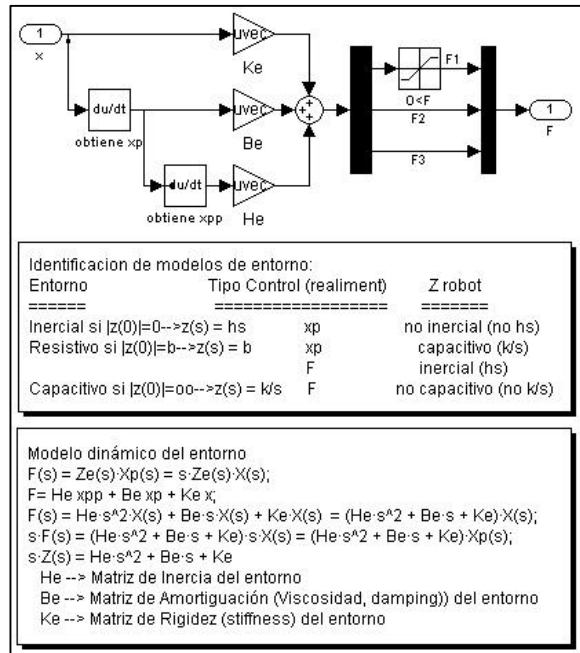 1
x
uvec
Ke
du/dt
obtiene xp
uvec
Be
+
+
+
du/dt
obtiene xpp
uvec
He
F1
0<F
F2
F3
1
F
Identificacion de modelos de entorno:
Entorno Tipo Control (realiment) Z robot
====== ================== =======
Inercial si |z(0)|=0-->z(s) = hs xp no inercial (no hs)
Resistivo si |z(0)|=b-->z(s) = b xp capacitivo (k/s)
F inercial (hs)
Capacitivo si |z(0)|=oo-->z(s) = k/s F no capacitivo (no k/s)
Modelo dinámico del entorno
F(s) = Ze(s)·Xp(s) = s·Ze(s)·X(s);
F= He xpp + Be xp + Ke x;
F(s) = He·s^2·X(s) + Be·s·X(s) + Ke·X(s) = (He·s^2 + Be·s + Ke)·X(s);
s·F(s) = (He·s^2 + Be·s + Ke)·s·X(s) = (He·s^2 + Be·s + Ke)·Xp(s);
s·Z(s) = He·s^2 + Be·s + Ke
He --> Matriz de Inercia del entorno
Be --> Matriz de Amortiguación (Viscosidad, damping)) del entorno
Ke --> Matriz de Rigidez (stiffness) del entorno